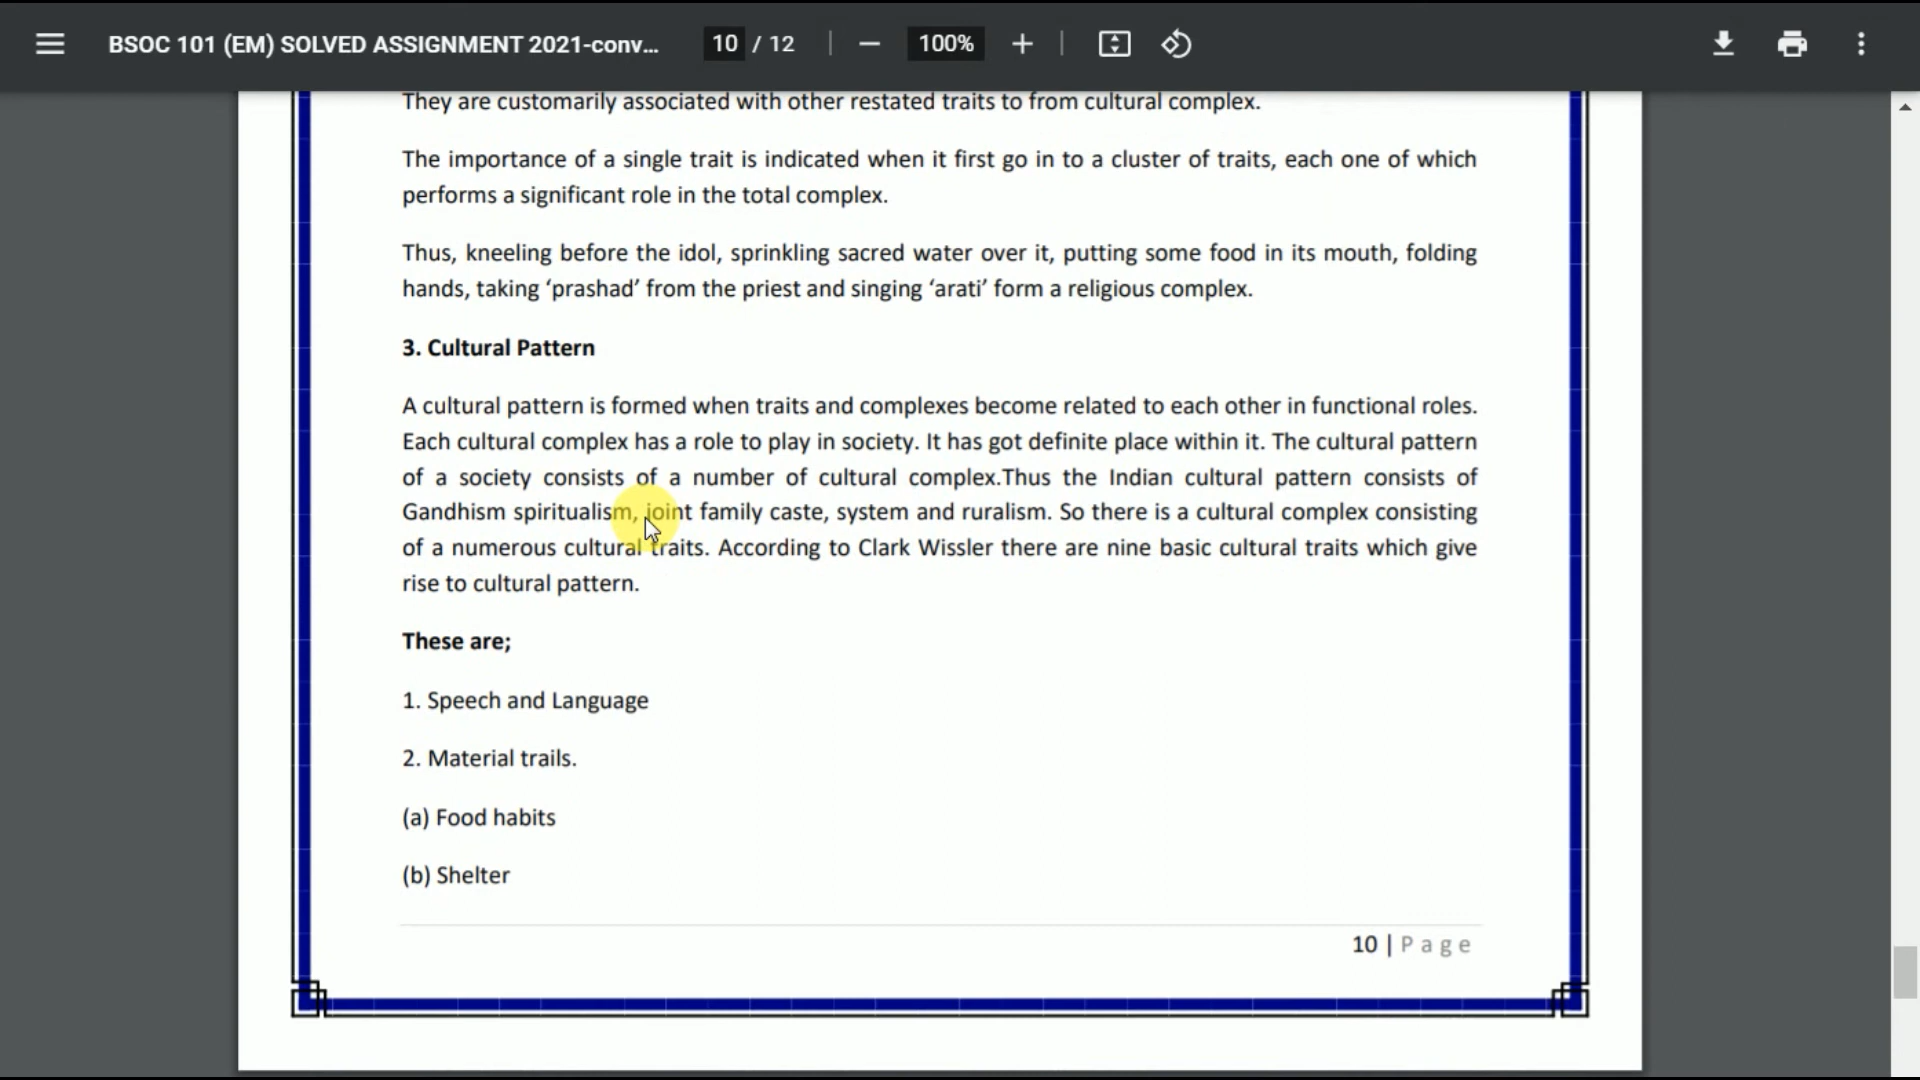 BSOC 101 (EM) SOLVED ASSIGNMENT 2021-conv...
10 / 12
100%
They are customarily associated with other restated traits to from cultural complex.
The importance of a single trait is indicated when it first go in to a cluster of traits, each one of which
performs a significant role in the total complex.
Thus, kneeling before the idol, sprinkling sacred water over it, putting some food in its mouth, folding
hands, taking ‘prashad’ from the priest and singing ‘arati’ form a religious complex.
3. Cultural Pattern
A cultural pattern is formed when traits and complexes become related to each other in functional roles.
Each cultural complex has a role to play in society. It has got definite place within it. The cultural pattern
of a society consists of a number of cultural complex.Thus the Indian cultural pattern consists of
Gandhism spiritualism, joint family caste, system and ruralism. So there is a cultural complex consisting
of a numerous cultural traits. According to Clark Wissler there are nine basic cultural traits which give
rise to cultural pattern.
These are;
1. Speech and Language
2. Material trails.
(a) Food habits
(b) Shelter
10 | Page